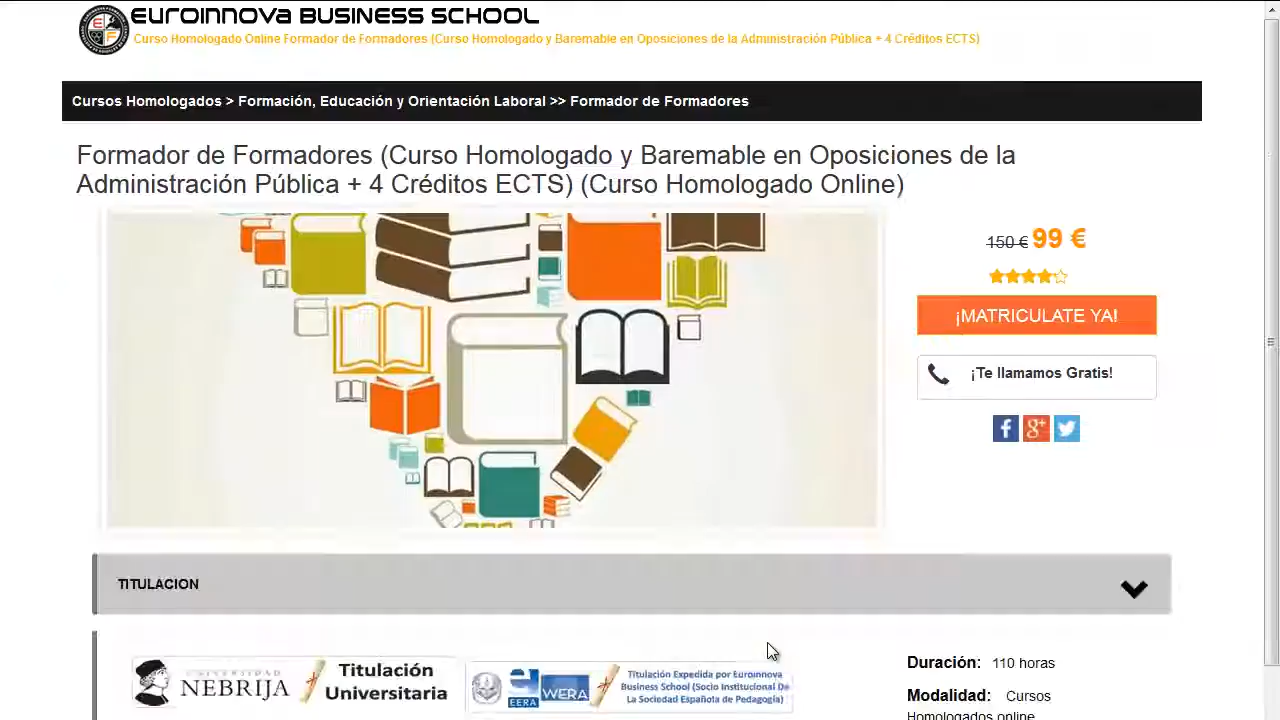 EUROINNOVA BUSINESS SCHOOL
Curso Homologado Online Formador de Formadores (Curso Homologado y Baremable en Oposiciones de la Administración Pública + 4 Créditos ECTS)
Cursos Homologados > Formación, Educación y Orientación Laboral >> Formador de Formadores
Formador de Formadores (Curso Homologado y Baremable en Oposiciones de la
Administración Pública + 4 Créditos ECTS) (Curso Homologado Online)
150 € 99 €
¡MATRICULATE YA!
¡Te llamamos Gratis!
TITULACION
UNIVERSIDAD
NEBRIJA
Titulación
Universitaria
EERA
WERA
Titulación Expedida por Euroinnova
Business School (Socio Institucional De
La Sociedad Española de Pedagogía)
Duración: 110 horas
Modalidad: Cursos
Homologados online